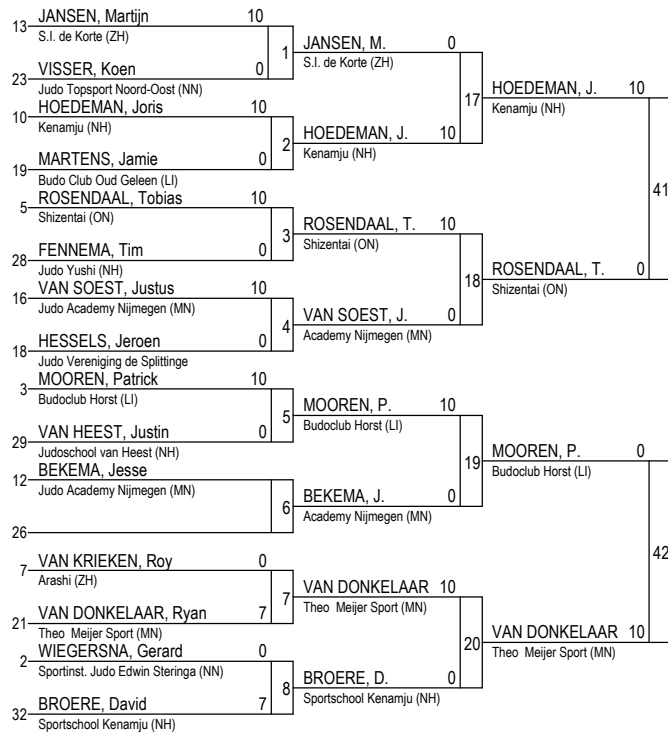 13 JANSEN, Martijn 10
S.I. de Korte (ZH)
1
23 VISSER, Koen 0
Judo Topsport Noord-Oost (NN)
10 HOEDEMAN, Joris 10
Kenamju (NH)
2
19 MARTENS, Jamie 0
Budo Club Oud Geleen (LI)
5 ROSENDAAL, Tobias 10
Shizentai (ON)
3
28 FENNEMA, Tim 0
Judo Yushi (NH)
16 VAN SOEST, Justus 10
Judo Academy Nijmegen (MN)
4
18 HESSELS, Jeroen 0
Judo Vereniging de Splittinge
3 MOOREN, Patrick 10
Budoclub Horst (LI)
5
29 VAN HEEST, Justin 0
Judoschool van Heest (NH)
12 BEKEMA, Jesse
Judo Academy Nijmegen (MN)
6
26
7 VAN KRIEKEN, Roy 0
Arashi (ZH)
7
21 VAN DONKELAAR, Ryan 7
Theo Meijer Sport (MN)
2 WIEGERSNA, Gerard 0
Sportinst. Judo Edwin Steringa (NN)
8
32 BROERE, David 7
Sportschool Kenamju (NH)
JANSEN, M. 0
S.I. de Korte (ZH)
17
HOEDEMAN, J. 10
Kenamju (NH)
ROSENDAAL, T. 10
Shizentai (ON)
18
VAN SOEST, J. 0
Academy Nijmegen (MN)
MOOREN, P. 10
Budoclub Horst (LI)
19
BEKEMA, J. 0
Academy Nijmegen (MN)
VAN DONKELAAR 10
Theo Meijer Sport (MN)
20
BROERE, D. 0
Sportschool Kenamju (NH)
HOEDEMAN, J. 10
Kenamju (NH)
41
ROSENDAAL, T. 0
Shizentai (ON)
MOOREN, P. 0
Budoclub Horst (LI)
42
VAN DONKELAAR 10
Theo Meijer Sport (MN)